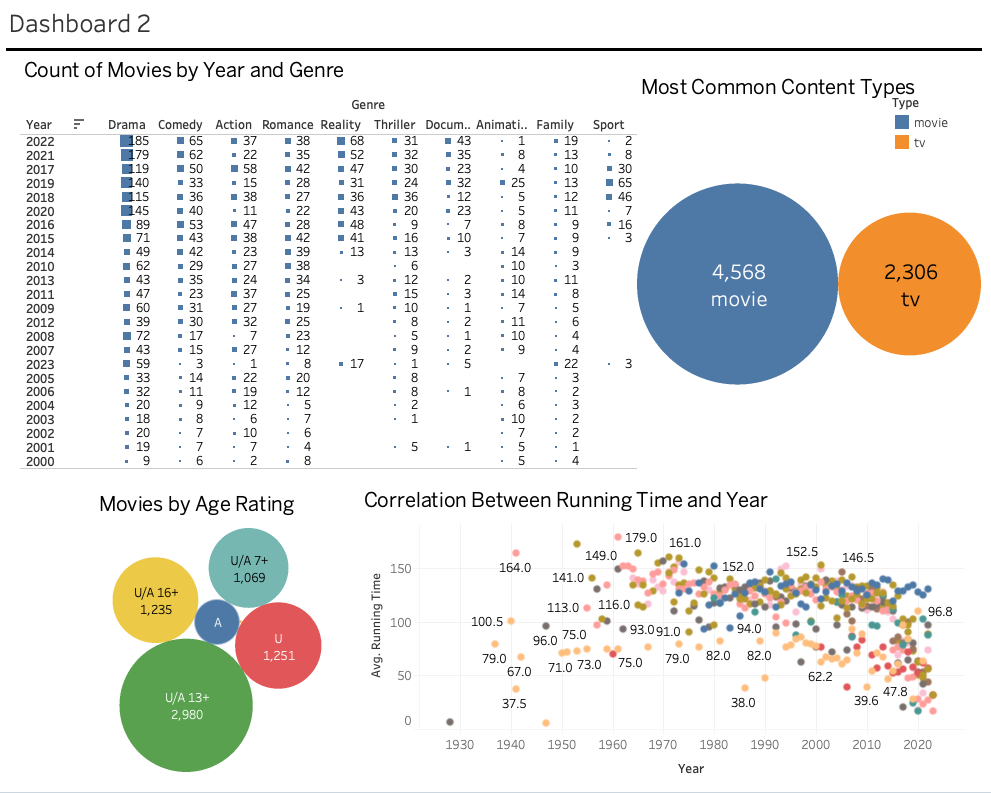 Dashboard 2
Count of Movies by Year and Genre
Genre
Year Drama Comedy Action Romance Reality Thriller Docum.. Animati.. Family Sport
2022 185 65 37 38 68 31 43 1 19 2
2021 179 62 22 35 52 32 35 8 13 8
2017 119 50 58 42 47 30 23 4 10 30
2019 140 33 15 28 31 24 32 25 13 65
2018 115 36 38 27 36 36 12 5 12 46
2020 145 40 11 22 43 20 23 5 11 7
2016 89 53 47 28 48 9 7 8 9 16
2015 71 43 38 42 41 16 10 7 9 3
2014 49 42 23 39 13 13 3 14 9
2010 62 29 27 38 6 10 3
2013 43 35 24 34 3 12 2 10 11
2011 47 23 37 25 15 3 14 8
2009 60 31 27 19 1 10 1 7 5
2012 39 30 32 25 8 2 11 6
2008 72 17 7 23 5 1 10 4
2007 43 15 27 12 9 2 9 4
2023 59 3 1 8 17 1 5 22 3
2005 33 14 22 20 8 7 3
2006 32 11 19 12 8 1 8 2
2004 20 9 12 5 2 6 3
2003 18 8 6 7 1 10 2
2002 20 7 10 6 7 2
2001 19 7 7 4 5 1 5 1
2000 9 6 2 8 5 4
Most Common Content Types
Type
movie
tv
4,568
movie
2,306
tv
Movies by Age Rating
U/A 7+
1,069
U/A 16+
1,235
A
U
1,251
U/A 13+
2,980
Correlation Between Running Time and Year
Avg. Running Time
150
100
50
0
179.0
161.0
164.0
149.0
152.0
152.5
146.5
141.0
113.0
116.0
100.5
96.0
75.0
93.0
91.0
94.0
96.8
79.0
67.0
71.0
73.0
75.0
79.0
82.0
82.0
62.2
37.5
38.0
39.6
47.8
1930 1940 1950 1960 1970 1980 1990 2000 2010 2020
Year